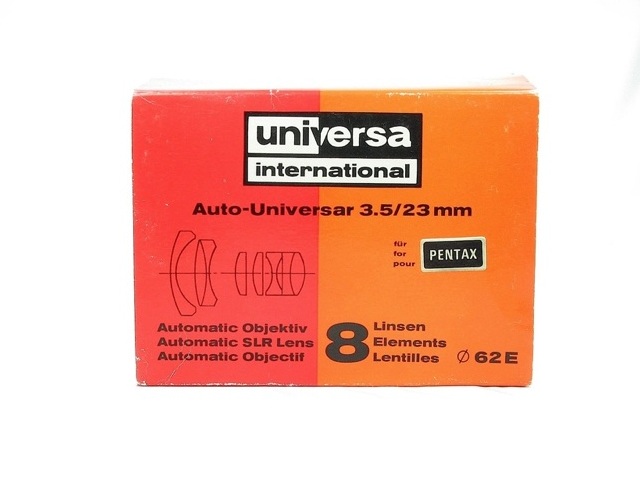 universa
international
Auto-Universar 3.5/23 mm
für
for
pour
PENTAX
Automatic Objektiv
Automatic SLR Lens
Automatic Objectif
8
Linsen
Elements
Lentilles
Ø 62 E